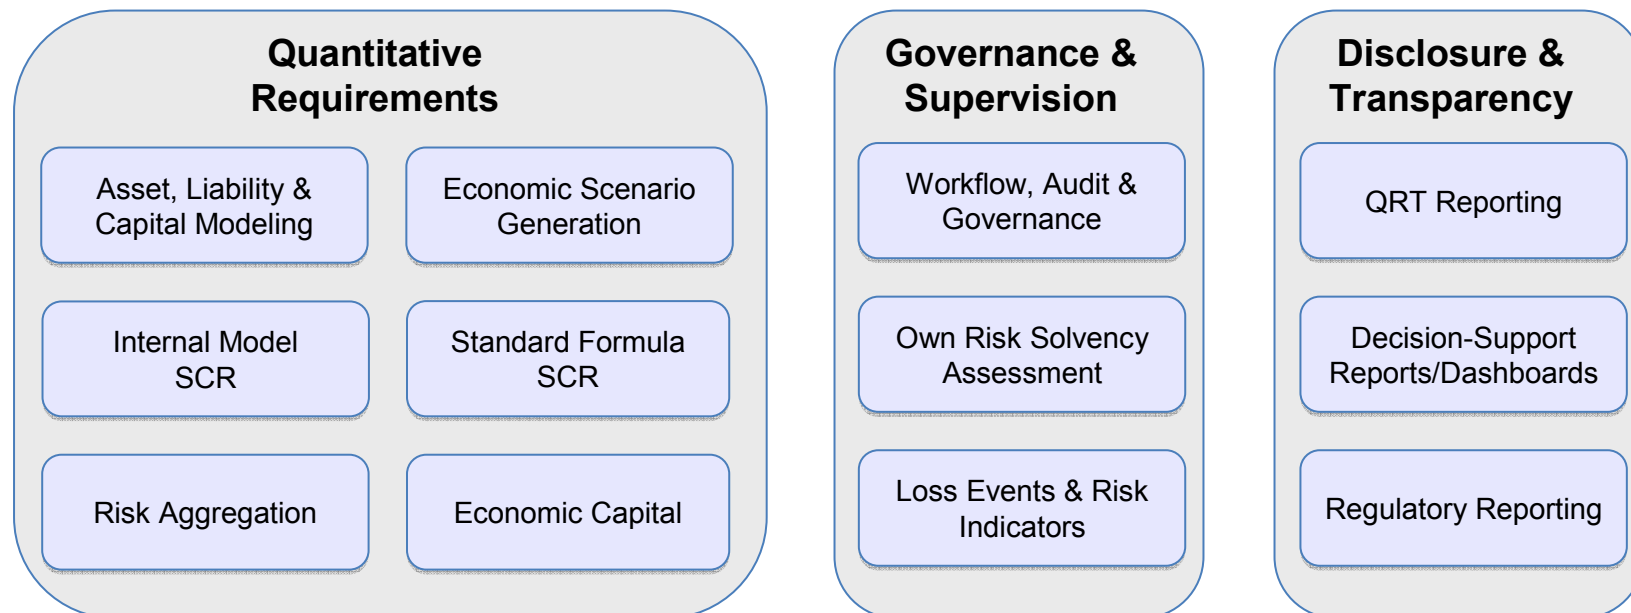 Quantitative
Requirements
Asset, Liability &
Capital Modeling
Economic Scenario
Generation
Internal Model
SCR
Standard Formula
SCR
Risk Aggregation
Economic Capital
Governance &
Supervision
Workflow, Audit &
Governance
Own Risk Solvency
Assessment
Loss Events & Risk
Indicators
Disclosure &
Transparency
QRT Reporting
Decision-Support
Reports/Dashboards
Regulatory Reporting